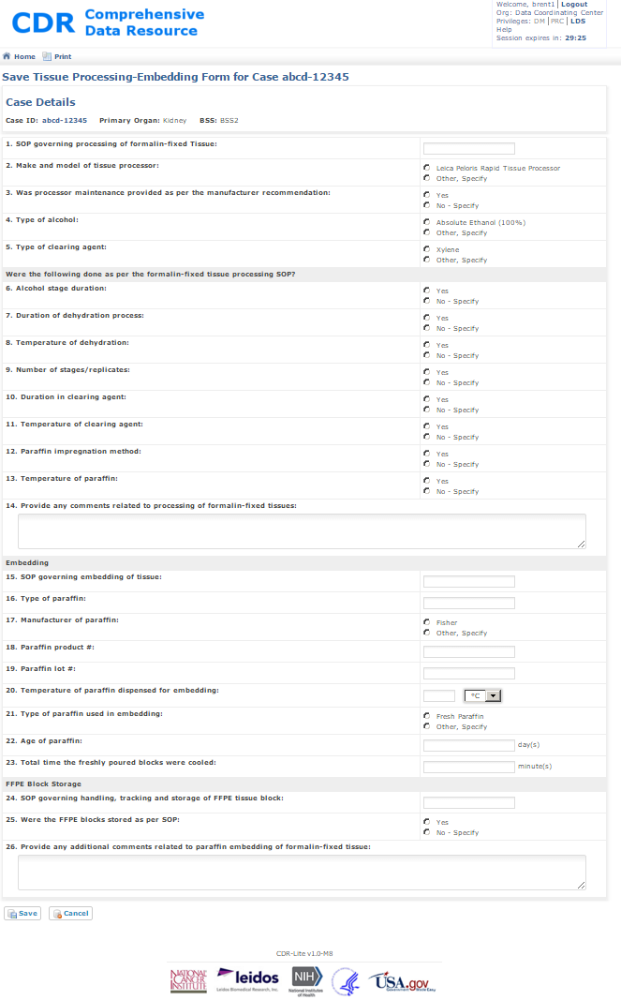 Welcome, brent1 | Logout
Org: Data Coordinating Center
Privileges: DM | PRC | LDS
Help
Session expires in: 29:25
CDR Comprehensive
Data Resource
Home Print
Save Tissue Processing-Embedding Form for Case abcd-12345
Case Details
Case ID: abcd-12345 Primary Organ: Kidney BSS: BSS2
1. SOP governing processing of formalin-fixed Tissue:
2. Make and model of tissue processor:
Leica Peloris Rapid Tissue Processor
Other, Specify
3. Was processor maintenance provided as per the manufacturer recommendation:
Yes
No - Specify
4. Type of alcohol:
Absolute Ethanol (100%)
Other, Specify
5. Type of clearing agent:
Xylene
Other, Specify
Were the following done as per the formalin-fixed tissue processing SOP?
6. Alcohol stage duration:
Yes
No - Specify
7. Duration of dehydration process:
Yes
No - Specify
8. Temperature of dehydration:
Yes
No - Specify
9. Number of stages/replicates:
Yes
No - Specify
10. Duration in clearing agent:
Yes
No - Specify
11. Temperature of clearing agent:
Yes
No - Specify
12. Paraffin impregnation method:
Yes
No - Specify
13. Temperature of paraffin:
Yes
No - Specify
14. Provide any comments related to processing of formalin-fixed tissues:
Embedding
15. SOP governing embedding of tissue:
16. Type of paraffin:
17. Manufacturer of paraffin:
Fisher
Other, Specify
18. Paraffin product #:
19. Paraffin lot #:
20. Temperature of paraffin dispensed for embedding:
°C
21. Type of paraffin used in embedding:
Fresh Paraffin
Other, Specify
22. Age of paraffin:
day(s)
23. Total time the freshly poured blocks were cooled:
minute(s)
FFPE Block Storage
24. SOP governing handling, tracking and storage of FFPE tissue block:
25. Were the FFPE blocks stored as per SOP:
Yes
No - Specify
26. Provide any additional comments related to paraffin embedding of formalin-fixed tissue:
Save Cancel
CDR-Lite v1.0-M8
NATIONAL
CANCER
INSTITUTE
leidos
Leidos Biomedical Research, Inc.
NIH
National Institutes
of Health
USA.gov
Government Made Easy